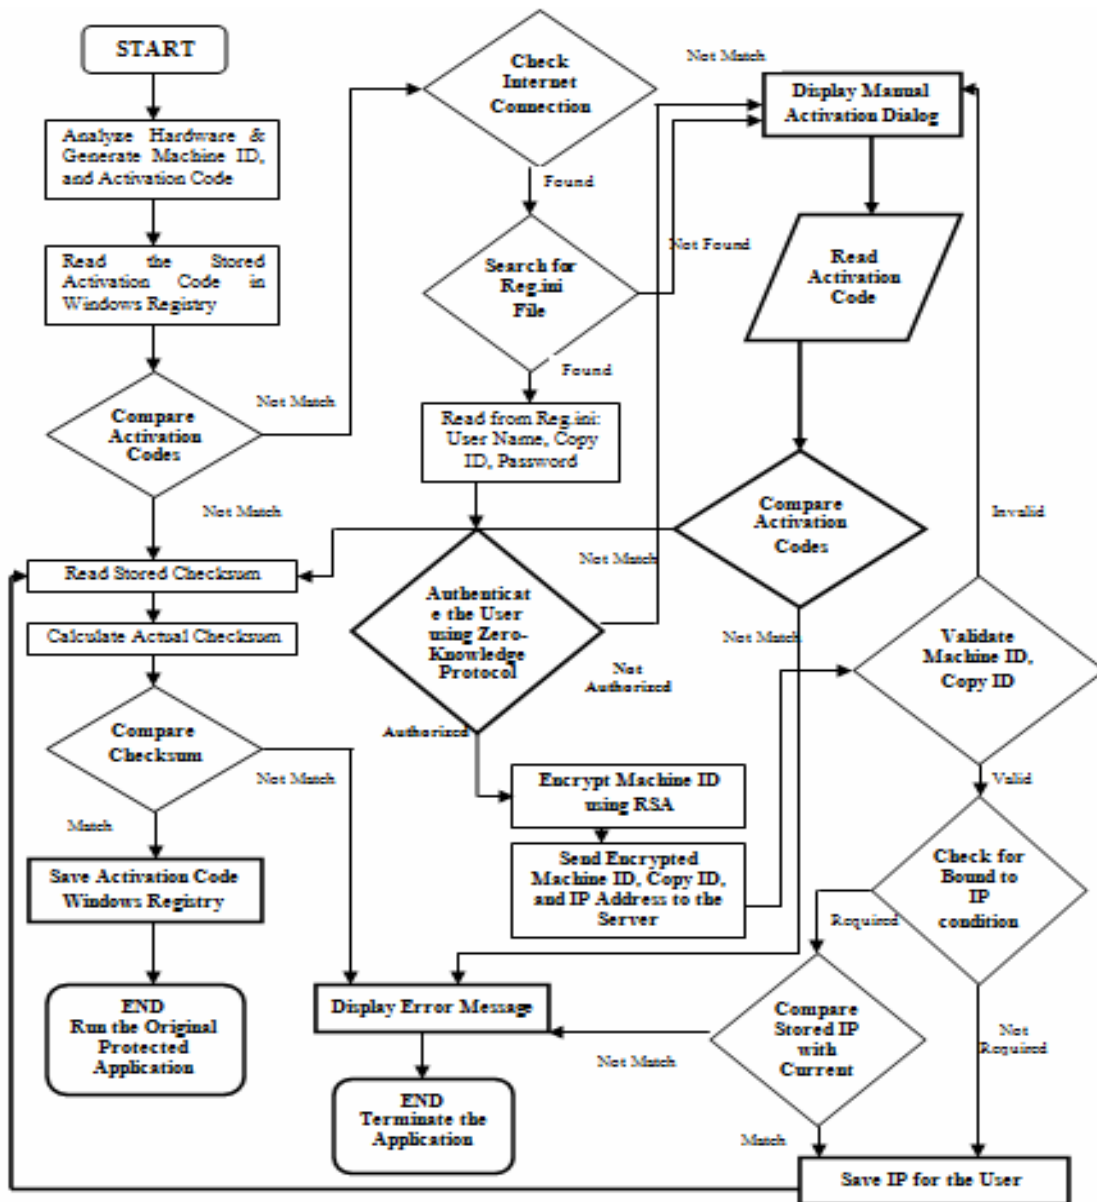 START
Analyze Hardware &
Generate Machine ID,
and Activation Code
Read the Stored
Activation Code in
Windows Registry
Compare
Activation
Codes
Not Match
Not Match
Read Stored Checksum
Calculate Actual Checksum
Compare
Checksum
Not Match
Match
Save Activation Code
Windows Registry
END
Run the Original
Protected
Application
Check
Internet
Connection
Found
Search for
Reg.ini
File
Not Found
Found
Read from Reg.ini:
User Name, Copy
ID, Password
Authenticat
e the User
using Zero-
Knowledge
Protocol
Not
Authorized
Authorized
Encrypt Machine ID
using RSA
Send Encrypted
Machine ID, Copy ID,
and IP Address to the
Server
Display Error Message
END
Terminate the
Application
Not Match
Display Manual
Activation Dialog
Read
Activation
Code
Compare
Activation
Codes
Not Match
Not Match
Invalid
Validate
Machine ID,
Copy ID
Valid
Check for
Bound to
IP
condition
Required
Not
Required
Compare
Stored IP
with
Current
Not Match
Match
Save IP for the User